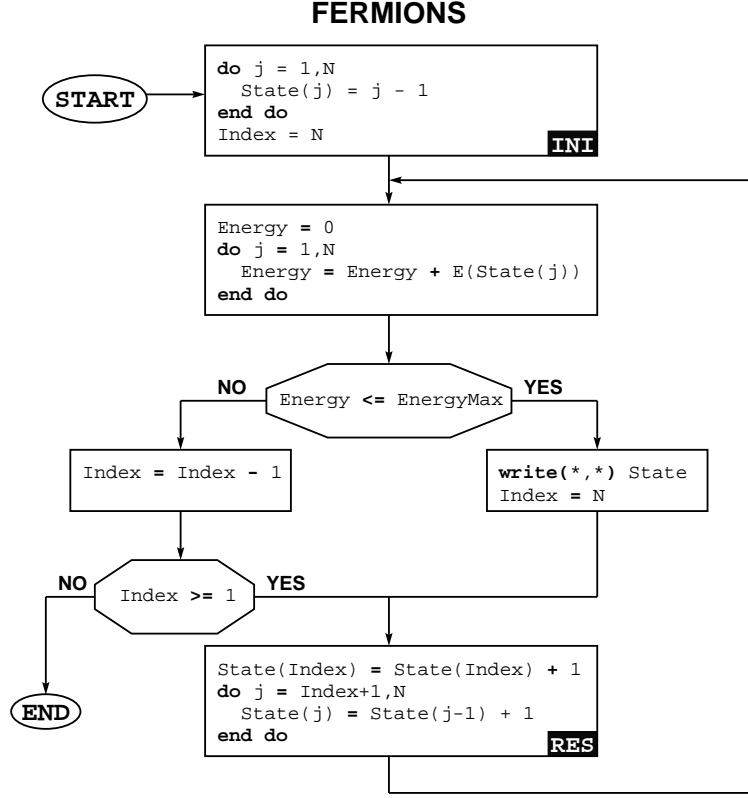 FERMIONS
START
do j = 1,N
State(j) = j - 1
end do
Index = N
INI
Energy = 0
do j = 1,N
Energy = Energy + E(State(j))
end do
NO
Energy <= EnergyMax
YES
Index = Index - 1
write(*,*) State
Index = N
NO
Index >= 1
YES
State(Index) = State(Index) + 1
do j = Index+1,N
State(j) = State(j-1) + 1
end do
RES
END